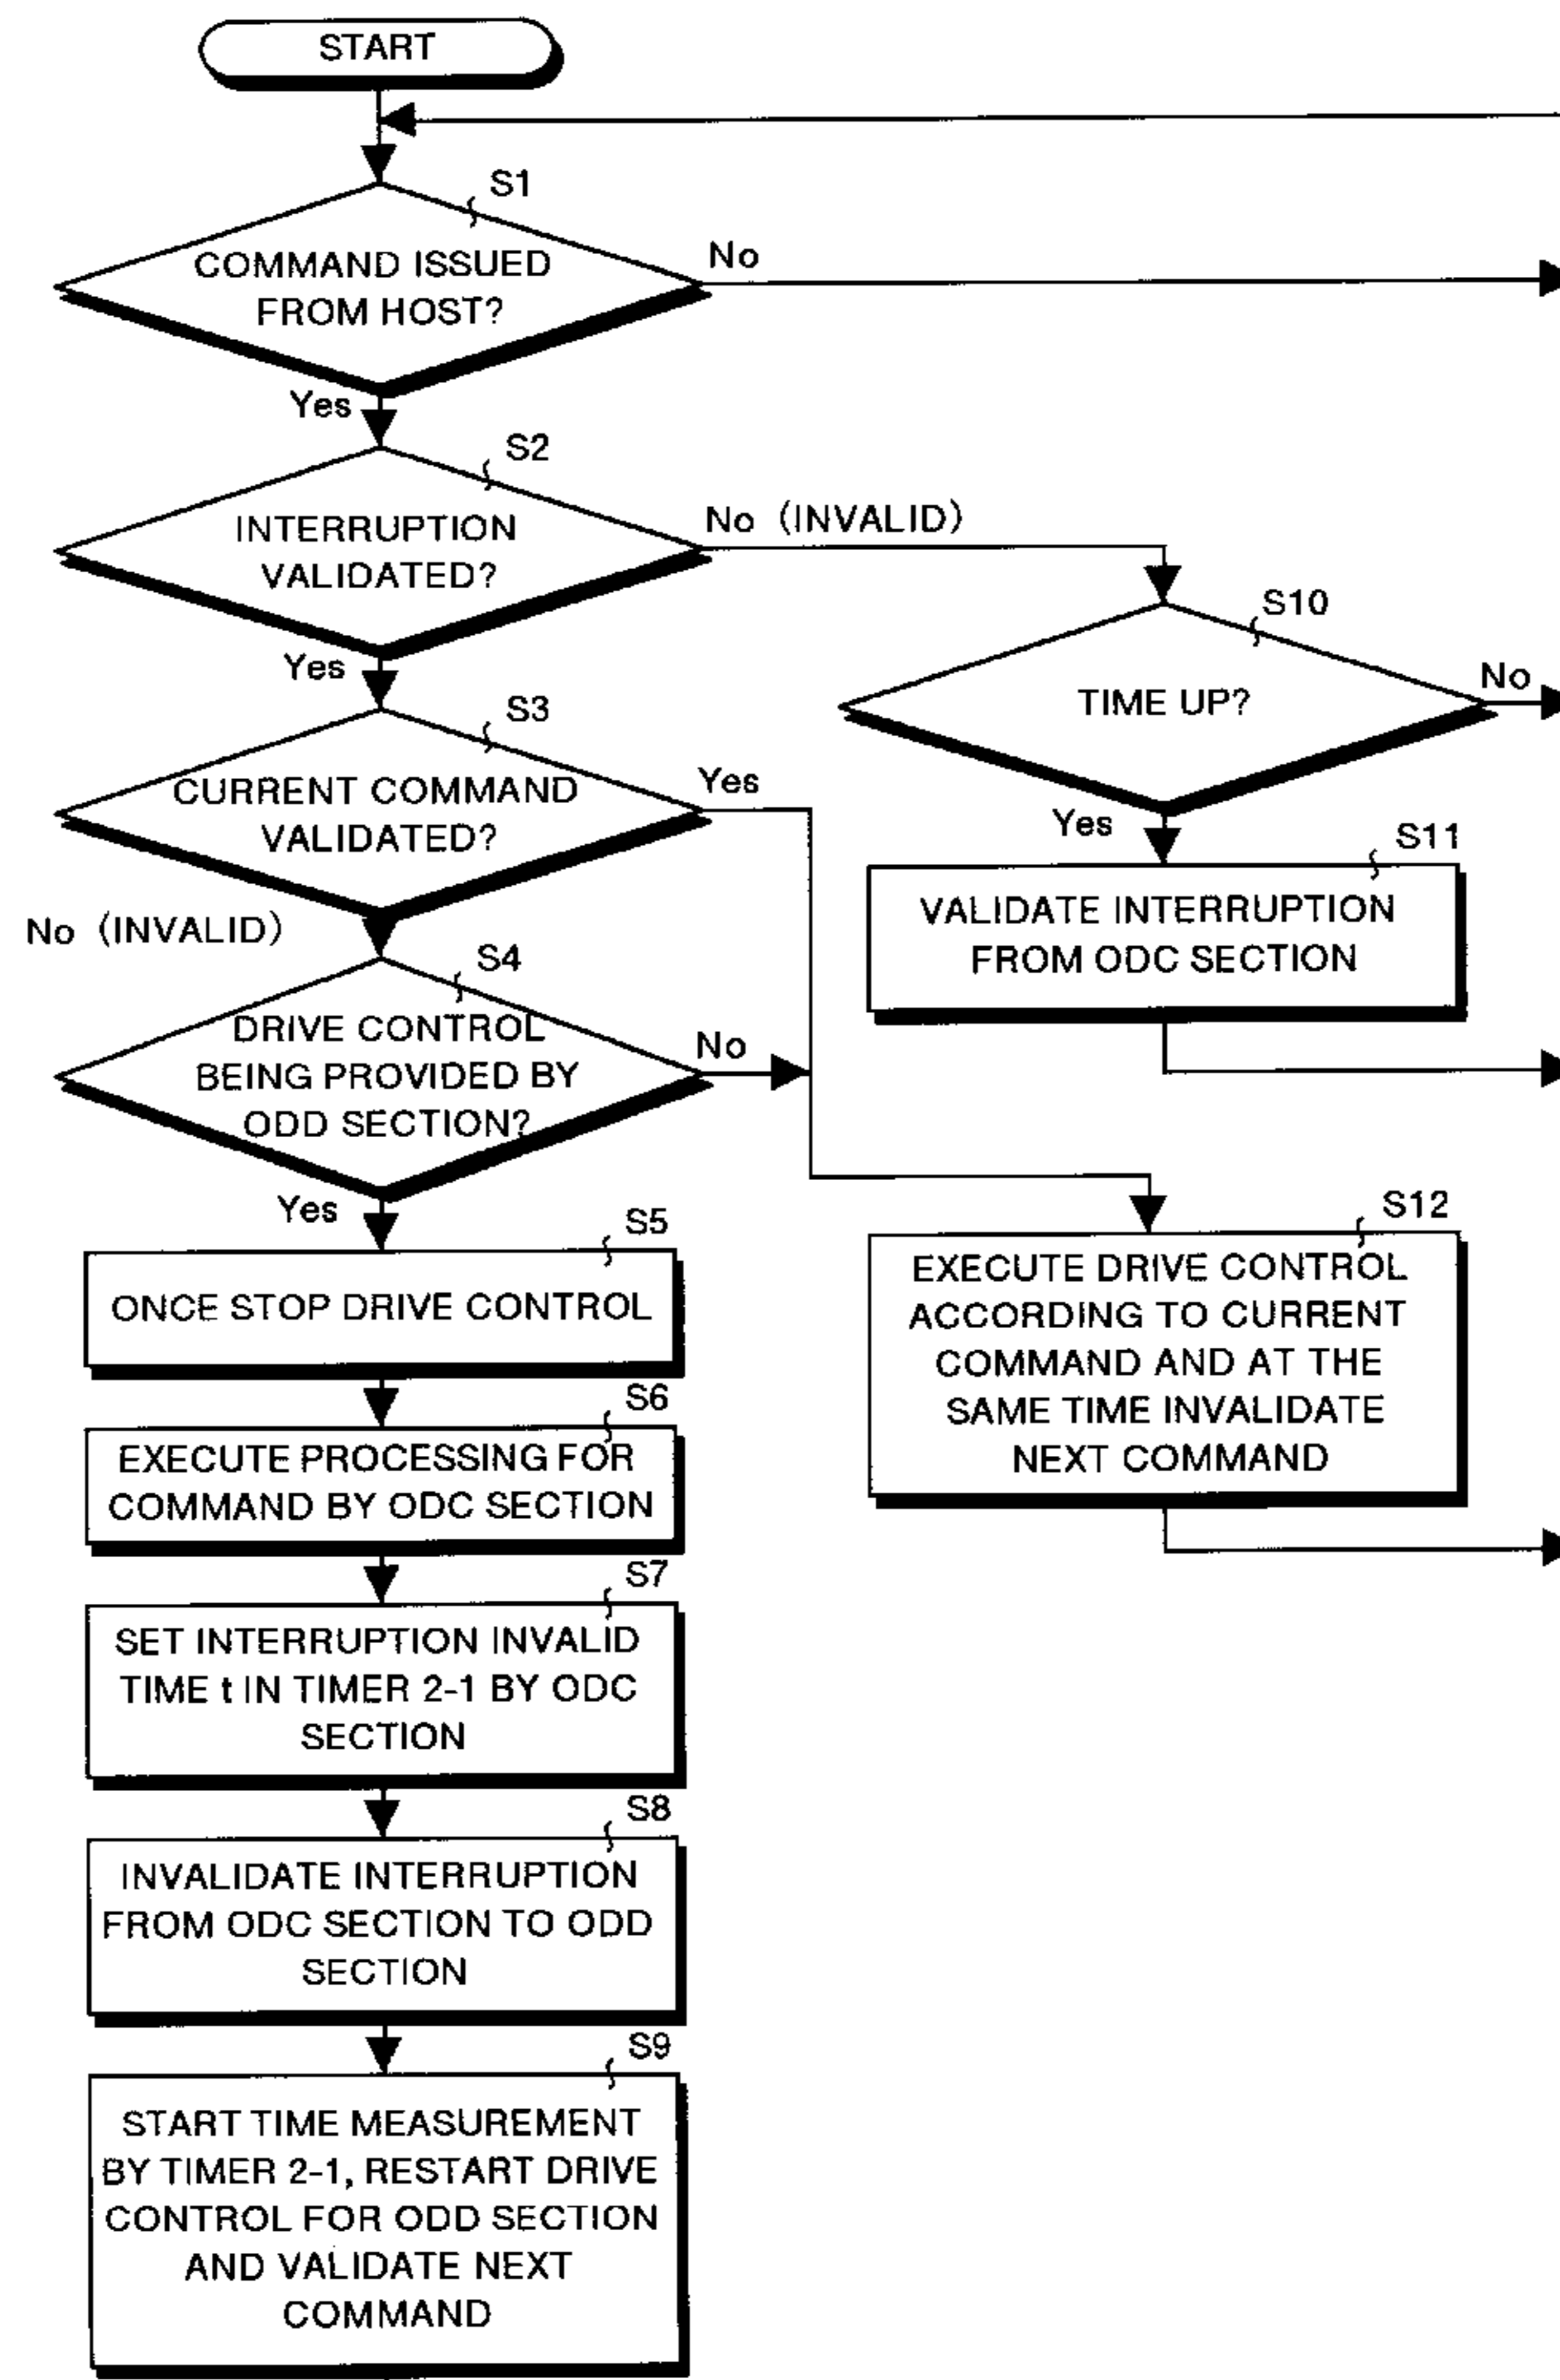 START
S1
COMMAND ISSUED
FROM HOST?
No
Yes
S2
INTERRUPTION
VALIDATED?
No (INVALID)
Yes
S10
TIME UP?
No
Yes
S3
CURRENT COMMAND
VALIDATED?
Yes
No (INVALID)
S11
VALIDATE INTERRUPTION
FROM ODC SECTION
S4
DRIVE CONTROL
BEING PROVIDED BY
ODD SECTION?
No
Yes
S5
ONCE STOP DRIVE CONTROL
S12
EXECUTE DRIVE CONTROL
ACCORDING TO CURRENT
COMMAND AND AT THE
SAME TIME INVALIDATE
NEXT COMMAND
S6
EXECUTE PROCESSING FOR
COMMAND BY ODC SECTION
S7
SET INTERRUPTION INVALID
TIME t IN TIMER 2-1 BY ODC
SECTION
S8
INVALIDATE INTERRUPTION
FROM ODC SECTION TO ODD
SECTION
S9
START TIME MEASUREMENT
BY TIMER 2-1, RESTART DRIVE
CONTROL FOR ODD SECTION
AND VALIDATE NEXT
COMMAND